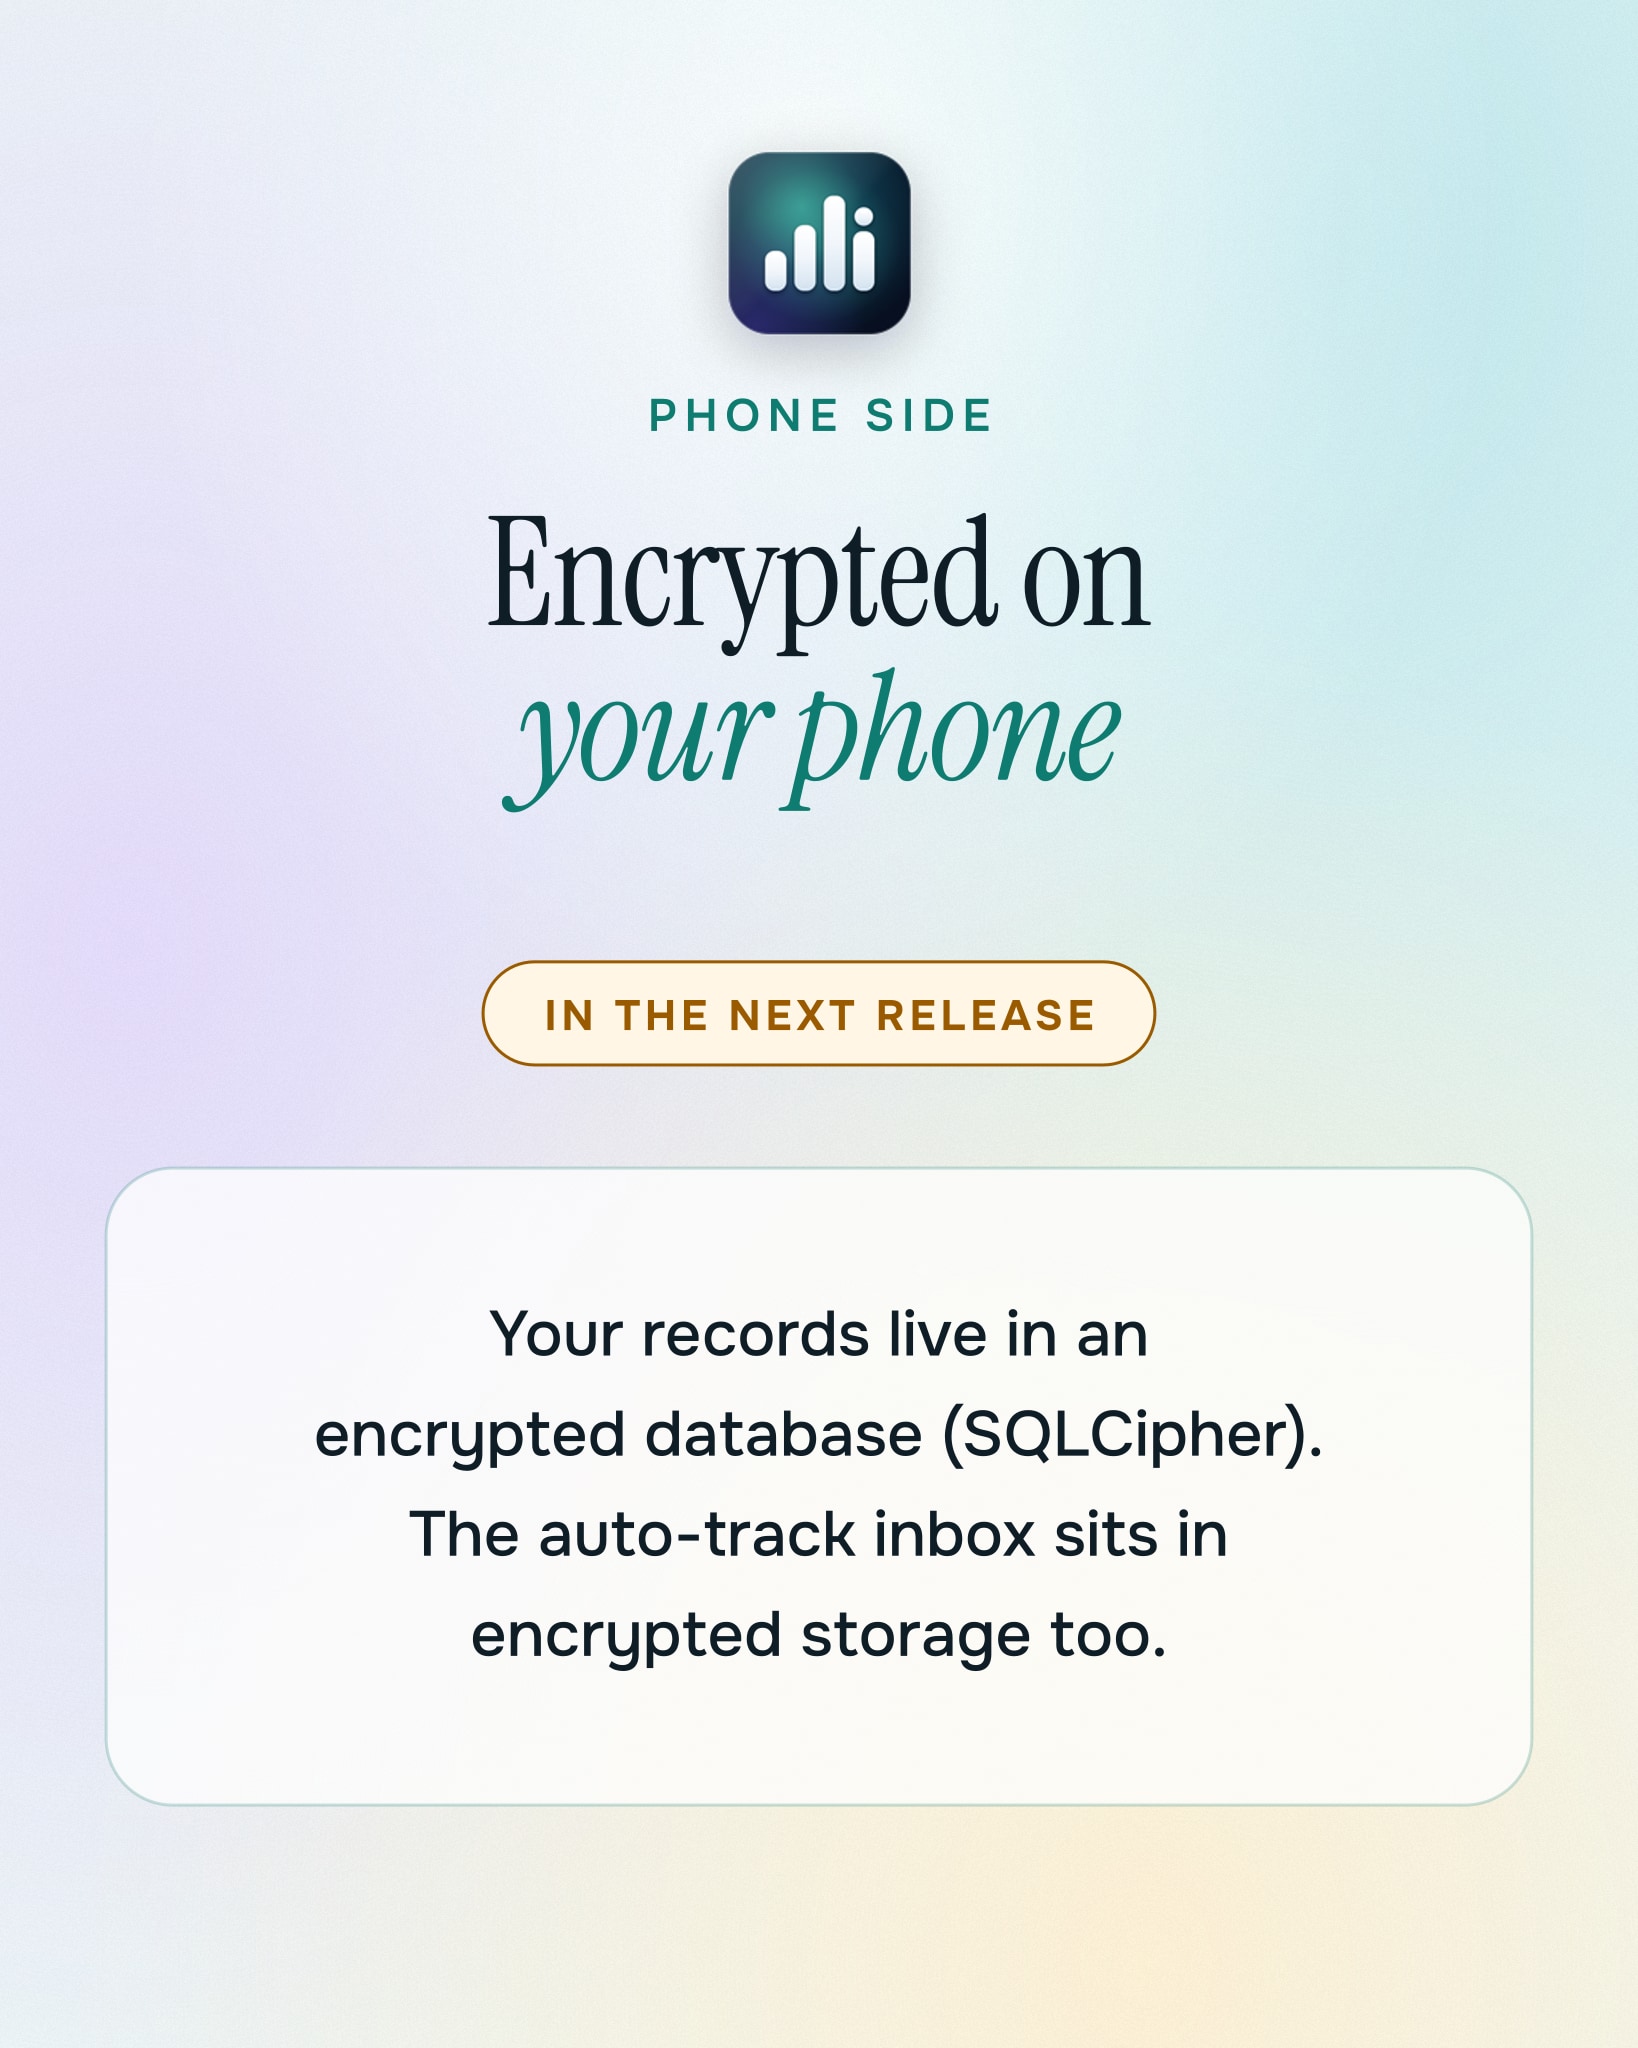 PHONE SIDE
Encrypted on
your phone
IN THE NEXT RELEASE
Your records live in an
encrypted database (SQLCipher).
The auto-track inbox sits in
encrypted storage too.